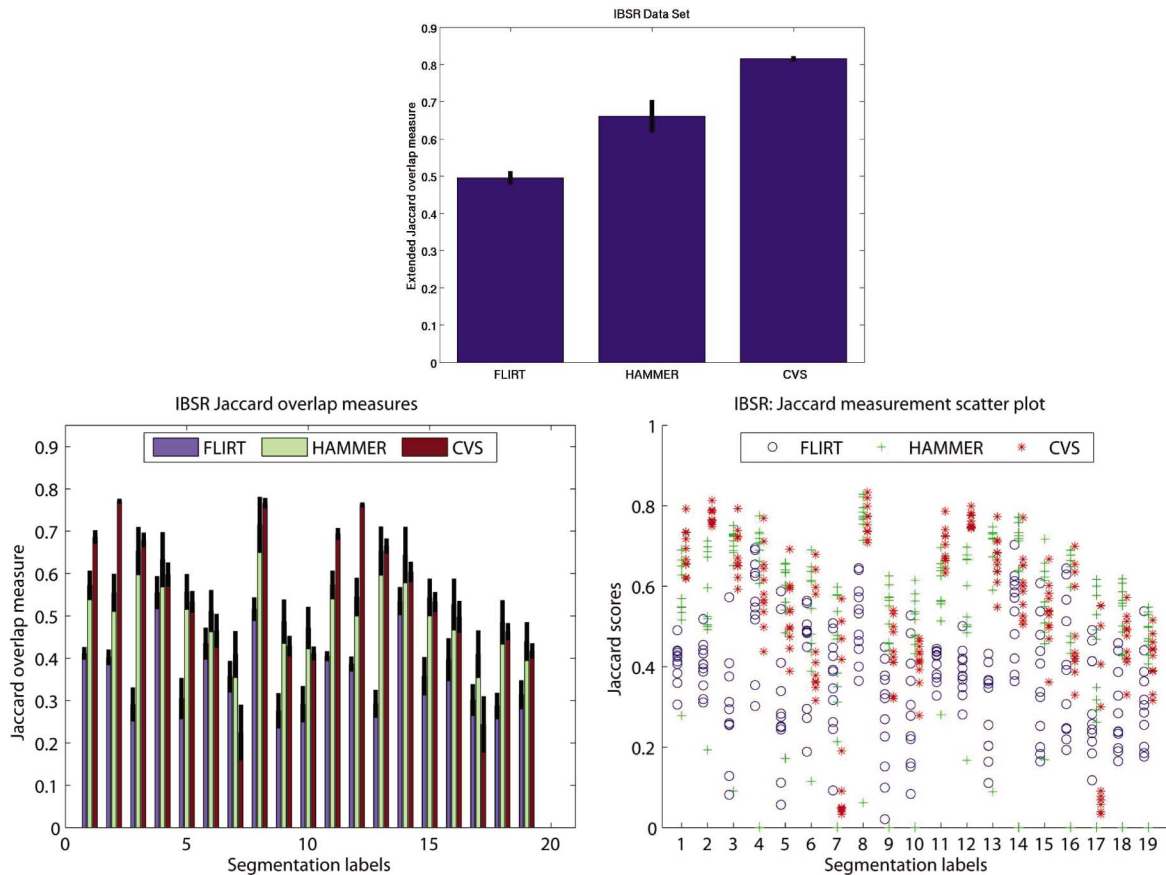 IBSR Data Set
Extended Jaccard overlap measure
0.9
0.8
0.7
0.6
0.5
0.4
0.3
0.2
0.1
0
FLIRT HAMMER CVS
IBSR Jaccard overlap measures
Jaccard overlap measure
FLIRT HAMMER CVS
0.9
0.8
0.7
0.6
0.5
0.4
0.3
0.2
0.1
0
0 5 10 15 20
Segmentation labels
IBSR: Jaccard measurement scatter plot
Jaccard scores
FLIRT HAMMER CVS
1
0.8
0.6
0.4
0.2
0
1 2 3 4 5 6 7 8 9 10 11 12 13 14 15 16 17 18 19
Segmentation labels